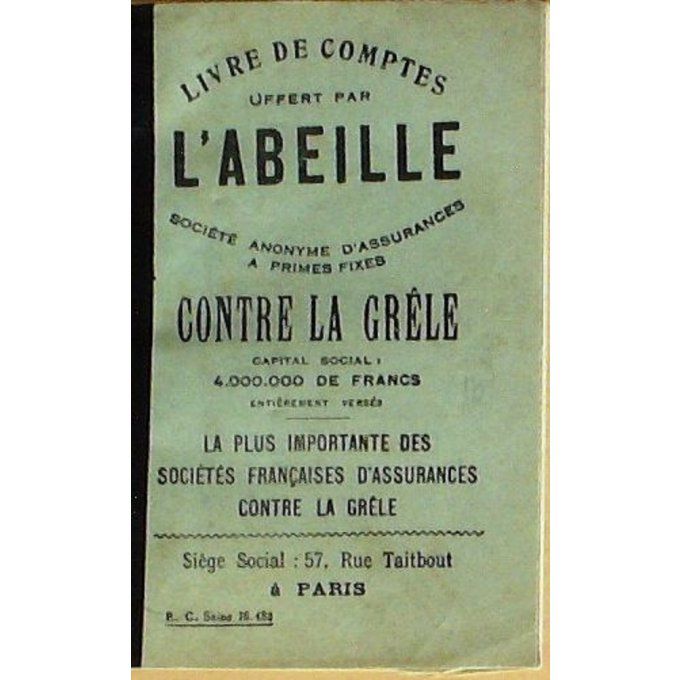 LIVRE DE COMPTES
OFFERT PAR
L'ABEILLE
SOCIÉTÉ ANONYME D'ASSURANCES
A PRIMES FIXES
CONTRE LA GRÊLE
CAPITAL SOCIAL :
4.000.000 DE FRANCS
ENTIÈREMENT VERSÉS
LA PLUS IMPORTANTE DES
SOCIÉTÉS FRANÇAISES D'ASSURANCES
CONTRE LA GRÊLE
Siège Social : 57, Rue Taitbout
à PARIS
R. C. Seine